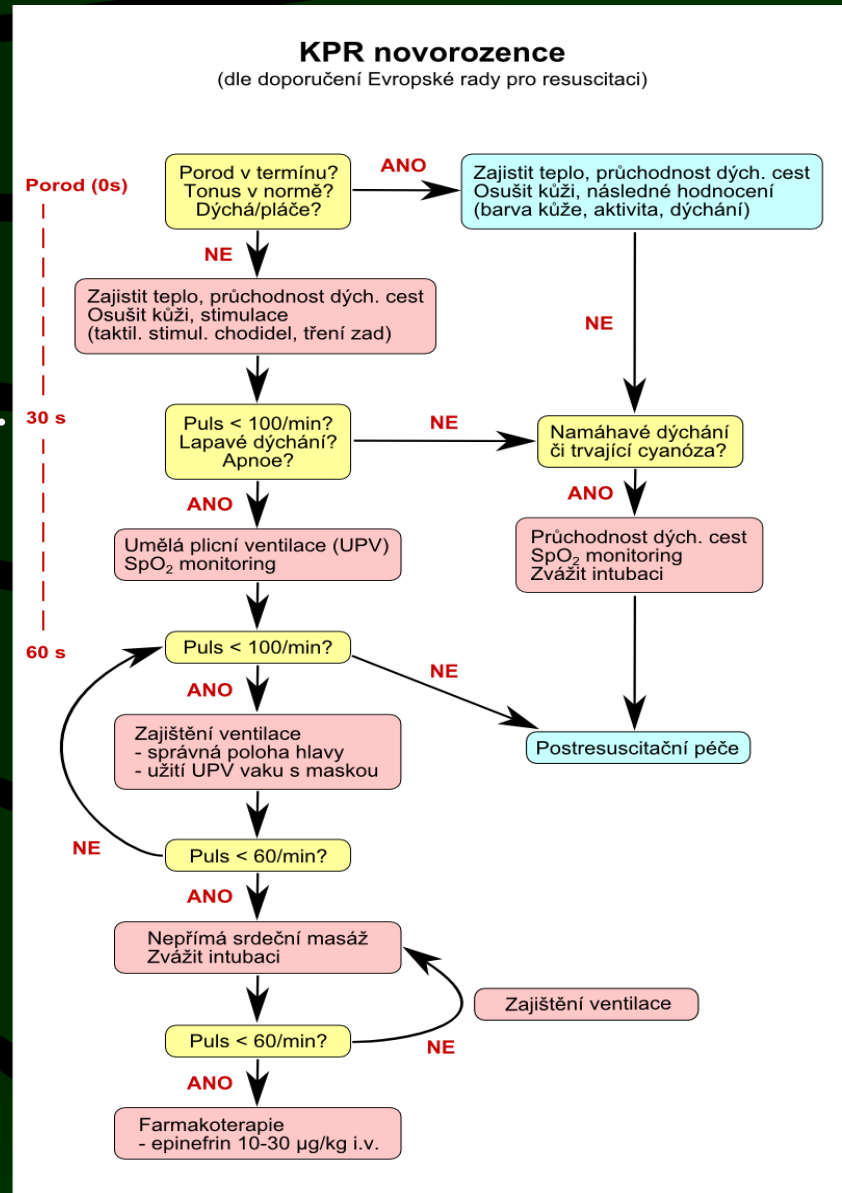 KPR novorozence
(dle doporučení Evropské rady pro resuscitaci)
Porod (0s)
Porod v termínu?
Tonus v normě?
Dýchá/pláče?
ANO
Zajistit teplo, průchodnost dých. cest
Osušit kůži, následné hodnocení
(barva kůže, aktivita, dýchání)
NE
Zajistit teplo, průchodnost dých. cest
Osušit kůži, stimulace
(taktil. stimul. chodidel, tření zad)
NE
30 s
Puls < 100/min?
Lapavé dýchání?
Apnoe?
NE
Namáhavé dýchání
či trvající cyanóza?
ANO
ANO
Umělá plicní ventilace (UPV)
SpO₂ monitoring
Průchodnost dých. cest
SpO₂ monitoring
Zvážit intubaci
60 s
Puls < 100/min?
NE
ANO
Zajištění ventilace
- správná poloha hlavy
- užití UPV vaku s maskou
Postresuscitační péče
NE
Puls < 60/min?
ANO
Nepřímá srdeční masáž
Zvážit intubaci
Zajištění ventilace
Puls < 60/min?
NE
ANO
Farmakoterapie
- epinefrin 10-30 μg/kg i.v.